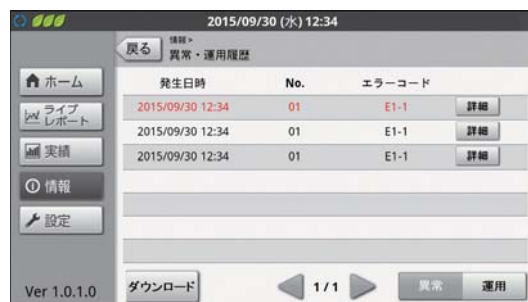 2015/09/30 (水) 12:34
戻る
情報 >
異常・運用履歴
ホーム
ライブ
レポート
実績
情報
設定
Ver 1.0.1.0
発生日時 No. エラーコード
2015/09/30 12:34 01 E1-1 詳細
2015/09/30 12:34 01 E1-1 詳細
2015/09/30 12:34 01 E1-1 詳細
ダウンロード 1/1 異常 運用